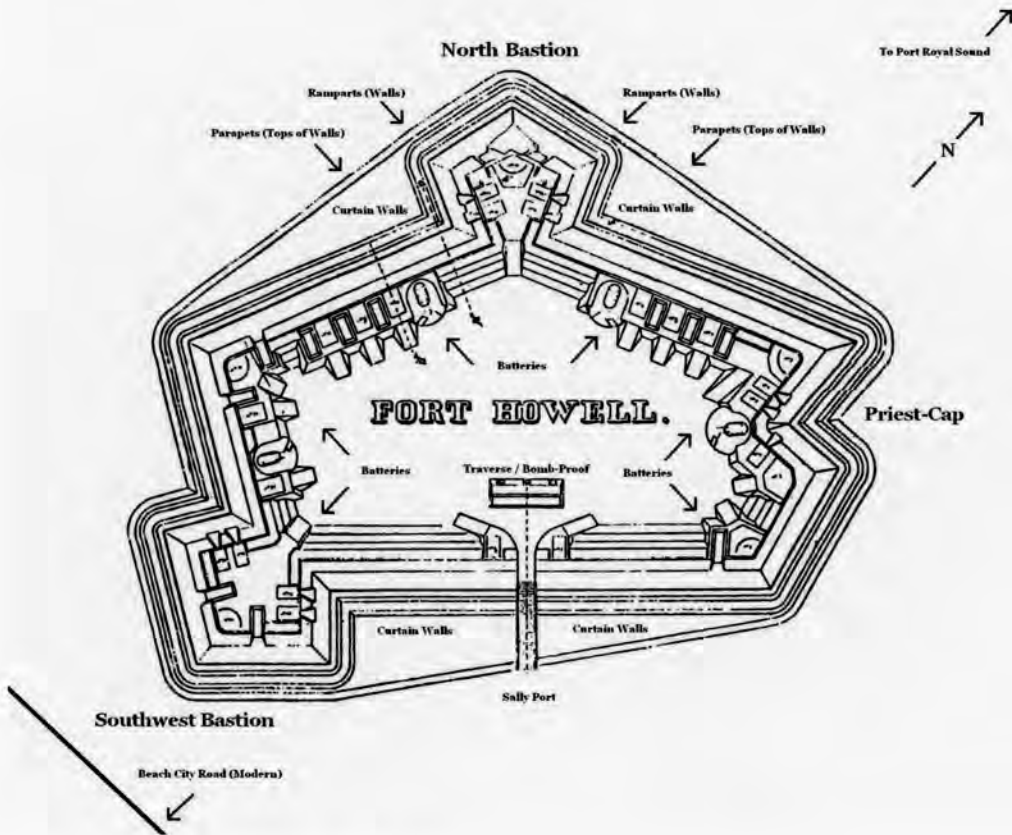 To Port Royal Sound
North Bastion
Ramparts (Walls)
Ramparts (Walls)
Parapets (Tops of Walls)
Parapets (Tops of Walls)
N
Curtain Walls
Curtain Walls
Batteries
FORT HOWELL.
Priest-Cap
Batteries
Traverse / Bomb-Proof
Batteries
Curtain Walls
Curtain Walls
Sally Port
Southwest Bastion
Beach City Road (Modern)